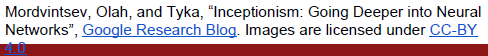 Mordvintsev, Olah, and Tyka, “Inceptionism: Going Deeper into Neural
Networks”, Google Research Blog. Images are licensed under CC-BY
4.0